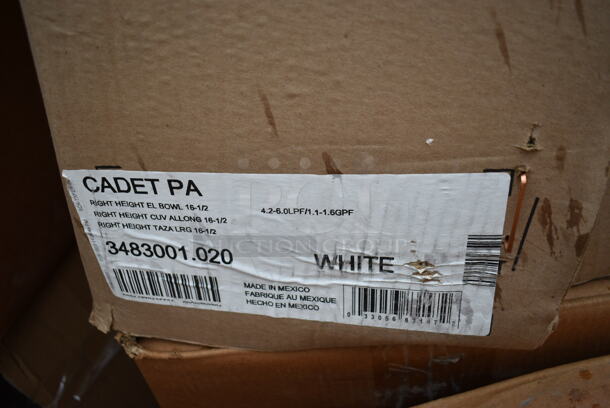 CADET PA
RIGHT HEIGHT EL BOWL 16-1/2
RIGHT HEIGHT CUV ALLONG 16-1/2
RIGHT HEIGHT TAZA LRG 16-1/2
4.2-6.0LPF/1.1-1.6GPF
3483001.020
WHITE
MADE IN MEXICO
FABRIQUE AU MEXIQUE
HECHO EN MEXICO
AUCTION GROUP